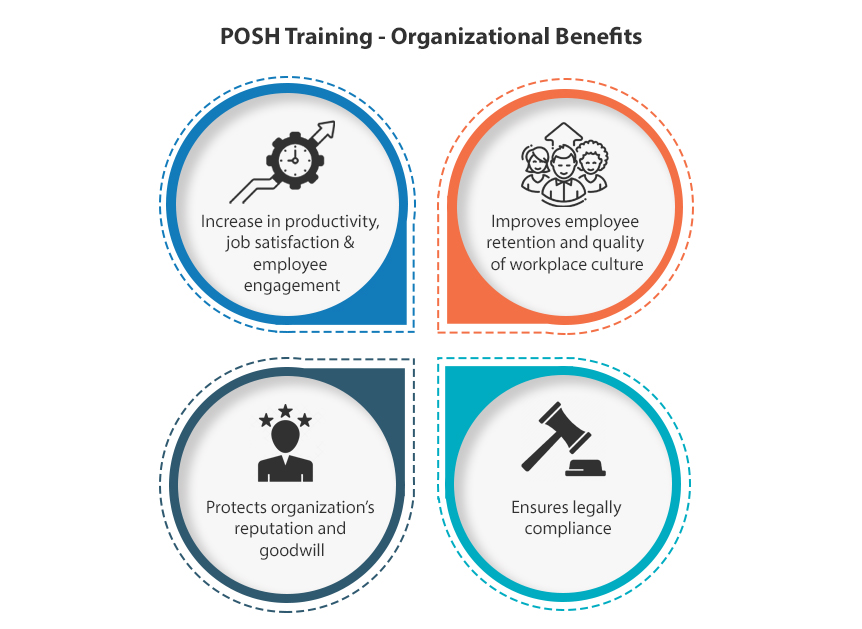 POSH Training - Organizational Benefits
Increase in productivity,
job satisfaction &
employee
engagement
Improves employee
retention and quality
of workplace culture
Protects organization's
reputation and
goodwill
Ensures legally
compliance